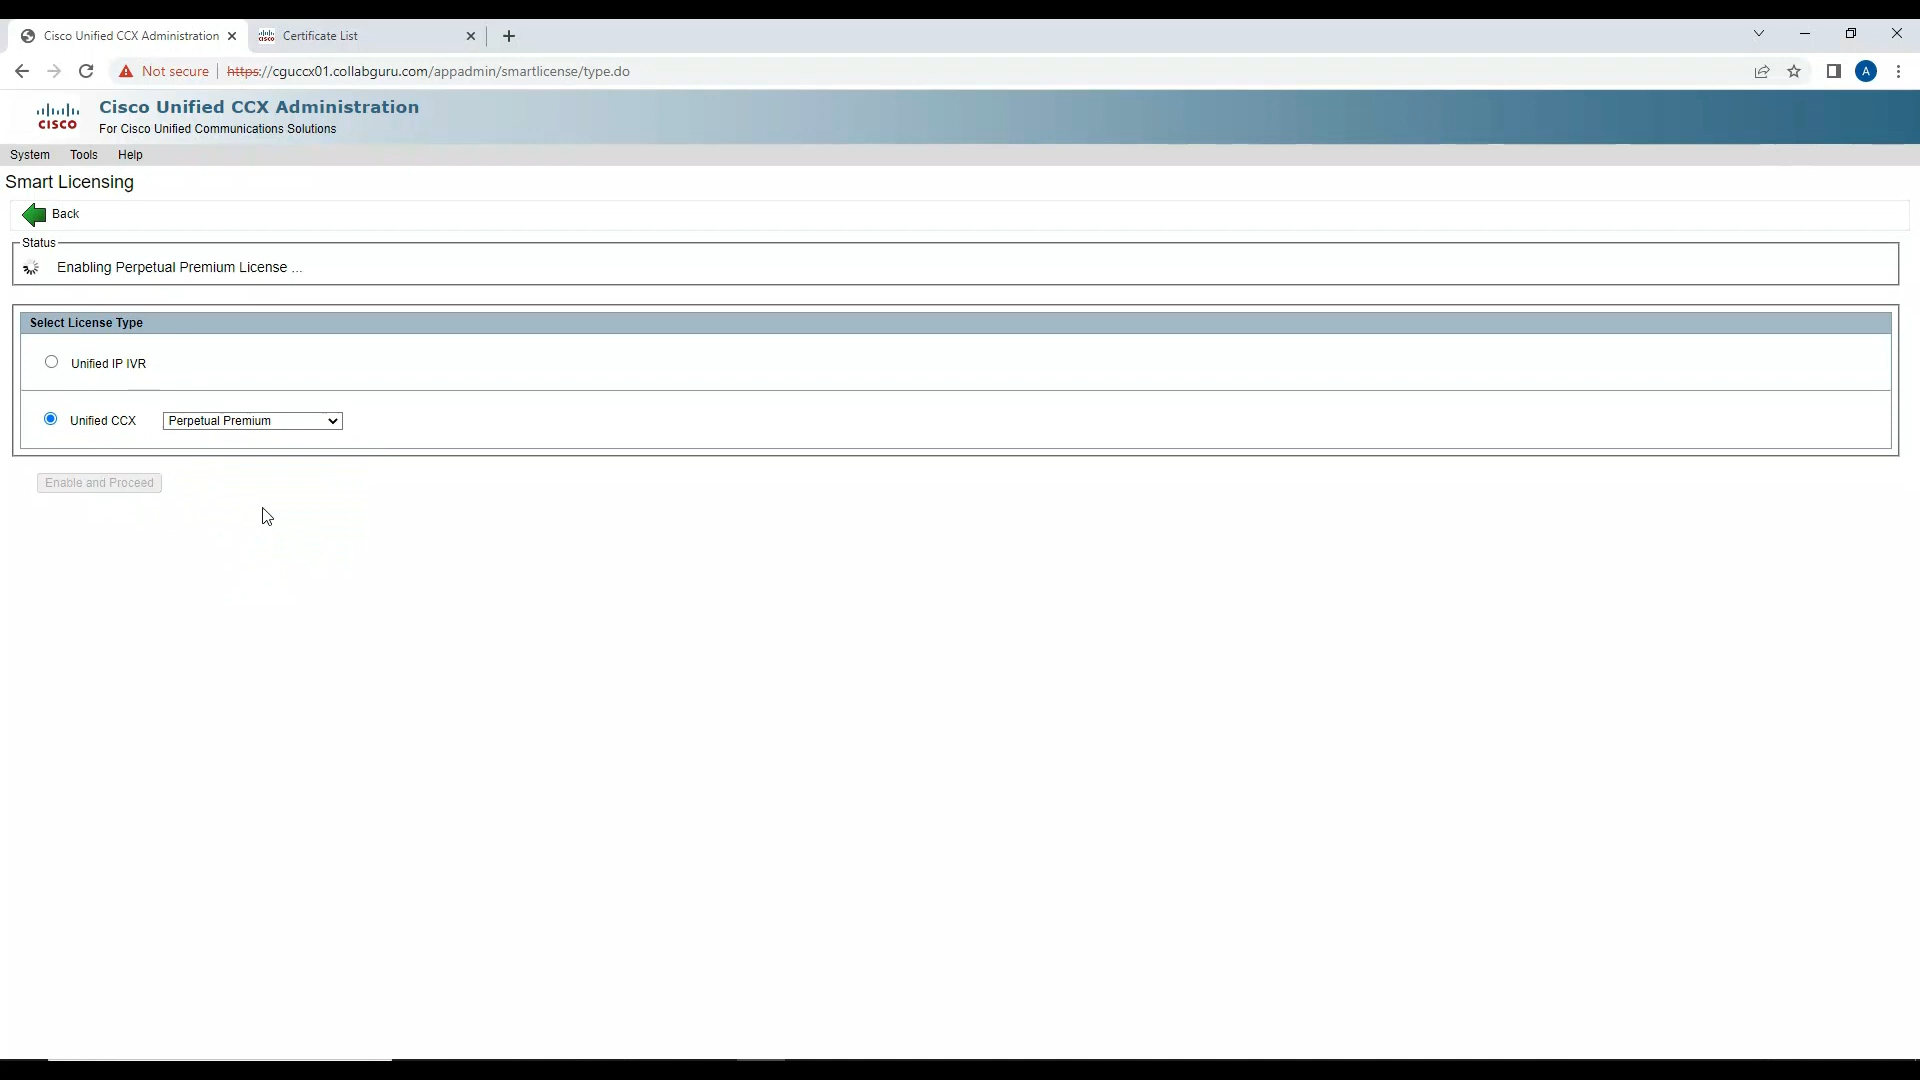 Cisco Unified CCX Administration
Certificate List
Not secure
https://cguccx01.collabguru.com/appadmin/smartlicense/type.do
A
CISCO
Cisco Unified CCX Administration
For Cisco Unified Communications Solutions
System Tools Help
Smart Licensing
Back
Status
Enabling Perpetual Premium License ...
Select License Type
Unified IP IVR
Unified CCX Perpetual Premium
Enable and Proceed